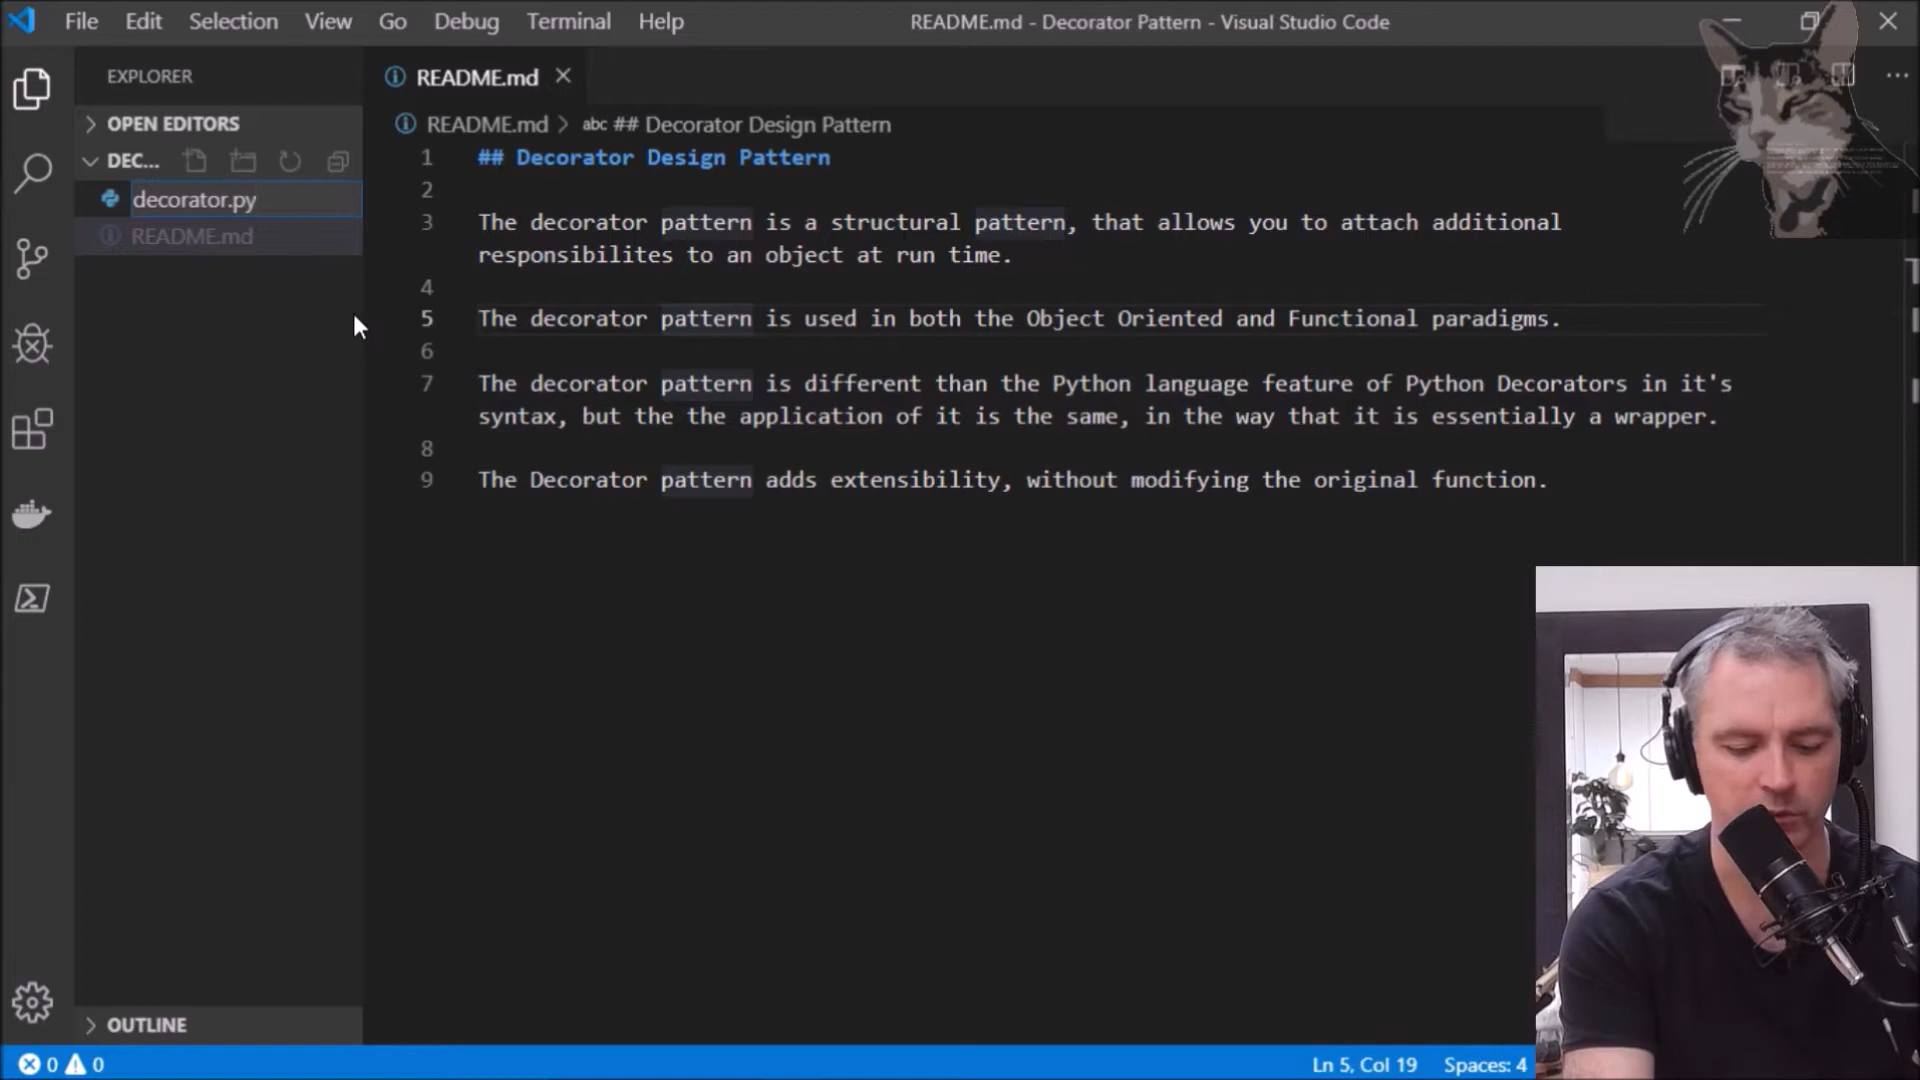 File Edit Selection View Go Debug Terminal Help README.md - Decorator Pattern - Visual Studio Code
EXPLORER
README.md
OPEN EDITORS
README.md > abc ## Decorator Design Pattern
DEC...
decorator.py
README.md
1 ## Decorator Design Pattern
2
3 The decorator pattern is a structural pattern, that allows you to attach additional
responsibilites to an object at run time.
4
5 The decorator pattern is used in both the Object Oriented and Functional paradigms.
6
7 The decorator pattern is different than the Python language feature of Python Decorators in it's
syntax, but the the application of it is the same, in the way that it is essentially a wrapper.
8
9 The Decorator pattern adds extensibility, without modifying the original function.
OUTLINE
0 0 Ln 5, Col 19 Spaces: 4